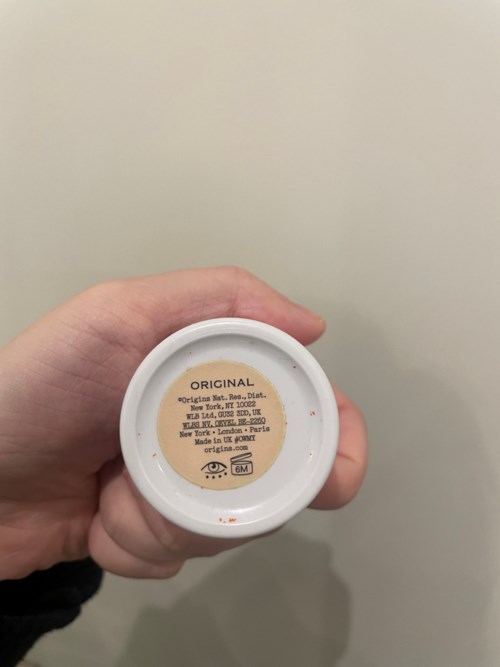 ORIGINAL
©Origins Nat. Res., Dist.
New York, NY 10022
WLB Ltd, GU52 3DD, UK
WLBS NV, OEVEL BE-2260
New York • London • Paris
Made in UK #0WMY
origins.com
6M